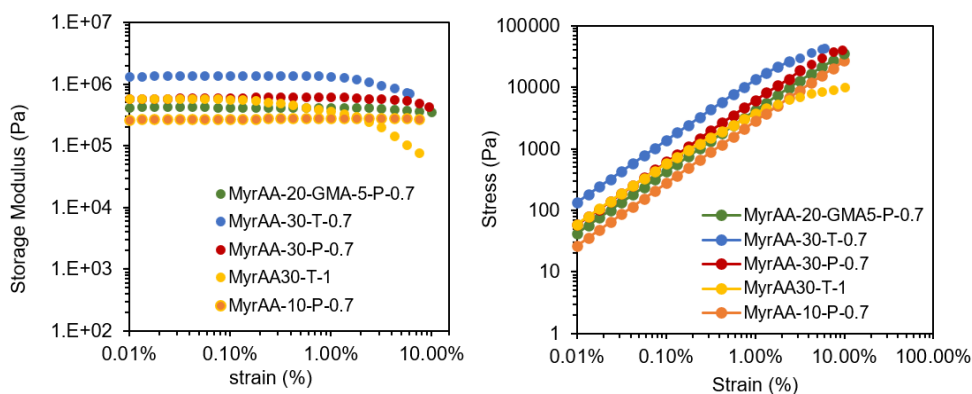 1.E+07
1.E+06
1.E+05
1.E+04
1.E+03
1.E+02
Storage Modulus (Pa)
MyrAA-20-GMA-5-P-0.7
MyrAA-30-T-0.7
MyrAA-30-P-0.7
MyrAA30-T-1
MyrAA-10-P-0.7
0.01% 0.10% 1.00% 10.00%
strain (%)
100000
10000
1000
100
10
1
Stress (Pa)
MyrAA-20-GMA5-P-0.7
MyrAA-30-T-0.7
MyrAA-30-P-0.7
MyrAA30-T-1
MyrAA-10-P-0.7
0.01% 0.10% 1.00% 10.00% 100.00%
Strain (%)